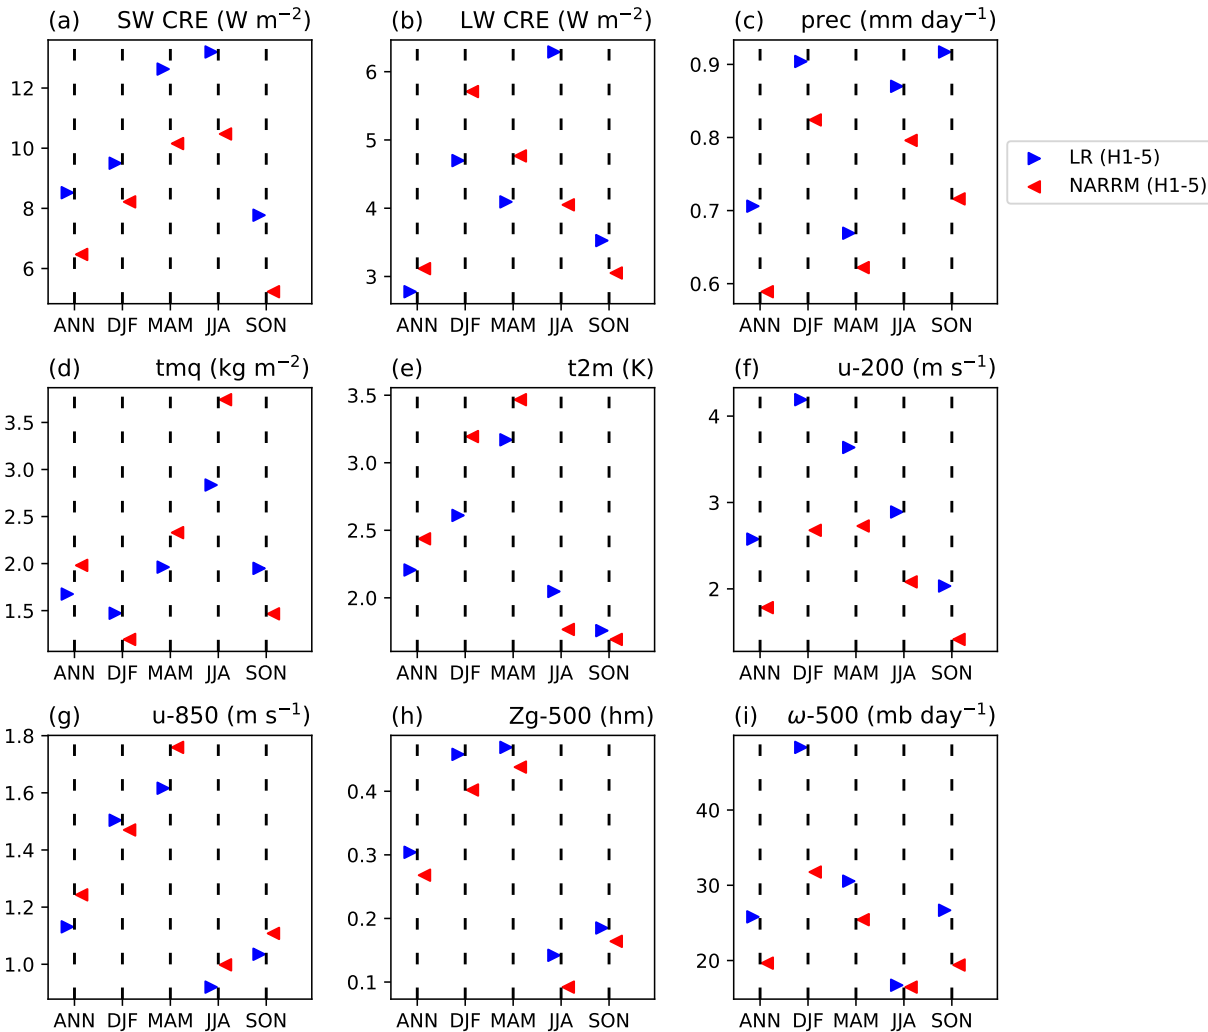 (a) SW CRE (W m⁻²)
12
10
8
6
ANN DJF MAM JJA SON
(b) LW CRE (W m⁻²)
6
5
4
3
ANN DJF MAM JJA SON
(c) prec (mm day⁻¹)
0.9
0.8
0.7
0.6
ANN DJF MAM JJA SON
LR (H1-5)
NARRM (H1-5)
(d) tmq (kg m⁻²)
3.5
3.0
2.5
2.0
1.5
ANN DJF MAM JJA SON
(e) t2m (K)
3.5
3.0
2.5
2.0
ANN DJF MAM JJA SON
(f) u-200 (m s⁻¹)
4
3
2
ANN DJF MAM JJA SON
(g) u-850 (m s⁻¹)
1.8
1.6
1.4
1.2
1.0
ANN DJF MAM JJA SON
(h) Zg-500 (hm)
0.4
0.3
0.2
0.1
ANN DJF MAM JJA SON
(i) ω-500 (mb day⁻¹)
40
30
20
ANN DJF MAM JJA SON